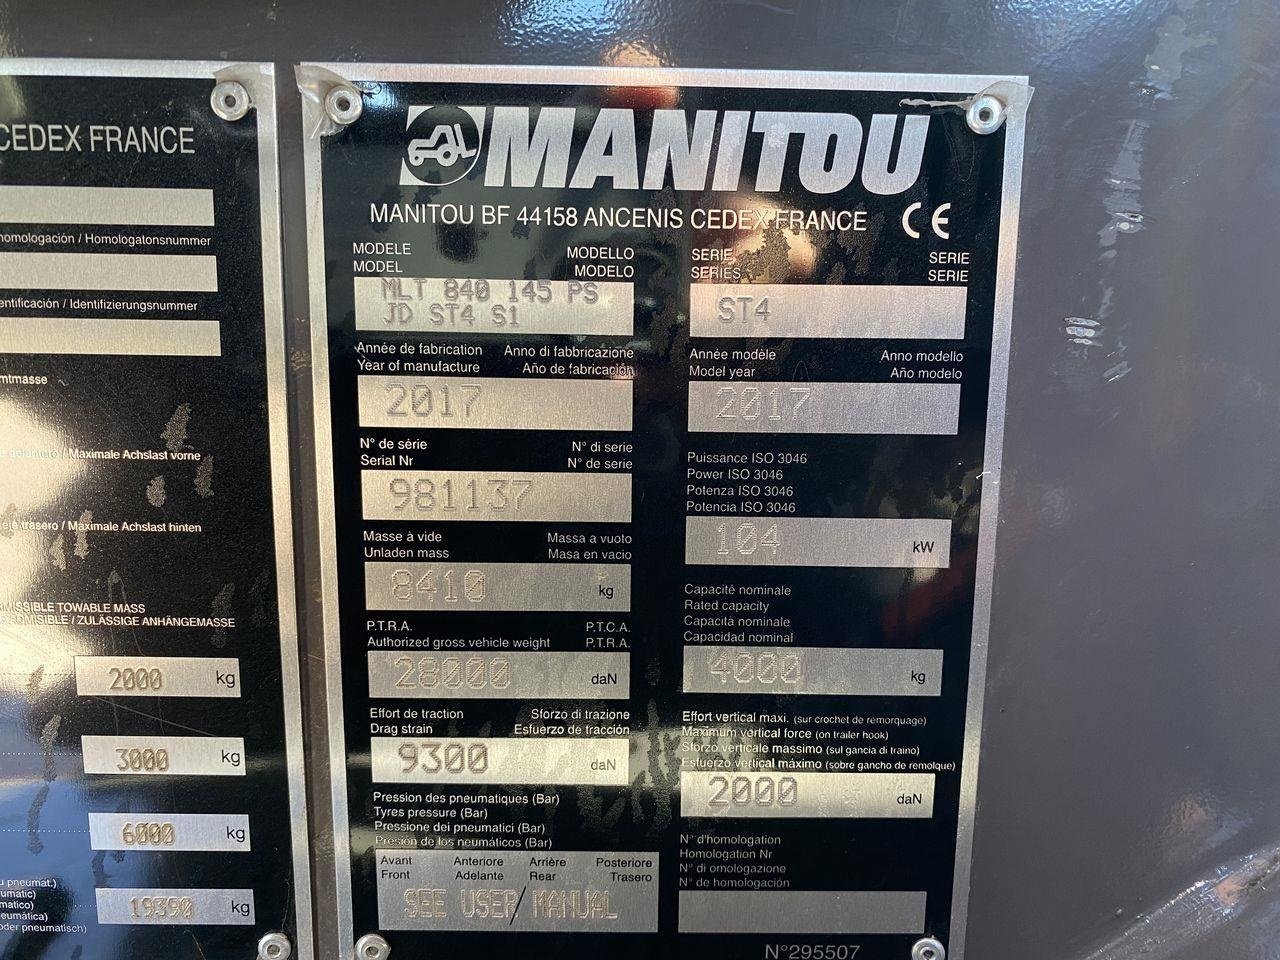 CEDEX FRANCE
omologación / Homologatonsnummer
entificación / Identifizierungsnummer
mtmasse
/ Maximale Achslast vorne
eje trasero / Maximale Achslast hinten
MISSIBLE TOWABLE MASS
ADMISIBLE / ZULÄSSIGE ANHÄNGEMASSE
2000 kg
3000 kg
6000 kg
u pneumat.)
umatic)
matico)
eumática)
oder pneumatisch)
19390 kg
MANITOU
MANITOU BF 44158 ANCENIS CEDEX FRANCE CE
MODELE MODELLO
MODEL MODELO
MLT 840 145 PS
JD ST4 S1
SERIE SERIE
SERIES SERIE
ST4
Année de fabrication Anno di fabbricazione
Year of manufacture Año de fabricación
2017
Année modèle Anno modello
Model year Año modelo
2017
N° de série N° di serie
Serial Nr N° de serie
981137
Puissance ISO 3046
Power ISO 3046
Potenza ISO 3046
Potencia ISO 3046
104 kW
Masse à vide Massa a vuoto
Unladen mass Masa en vacio
8410 kg
Capacité nominale
Rated capacity
Capacità nominale
Capacidad nominal
4000 kg
P.T.R.A. P.T.C.A.
Authorized gross vehicle weight P.T.R.A.
28000 daN
Effort de traction Sforzo di trazione
Drag strain Esfuerzo de tracción
9300 daN
Effort vertical maxi. (sur crochet de remorquage)
Maximum vertical force (on trailer hook)
Sforzo verticale massimo (sul gancia di traino)
Esfuerzo vertical máximo (sobre gancho de remolque)
2000 daN
Pression des pneumatiques (Bar)
Tyres pressure (Bar)
Pressione dei pneumatici (Bar)
Presión de los neumáticos (Bar)
Avant Anteriore Arrière Posteriore
Front Adelante Rear Trasero
SEE USER/MANUAL
N° d'homologation
Homologation Nr
N° di omologazione
N° de homologación
N°295507